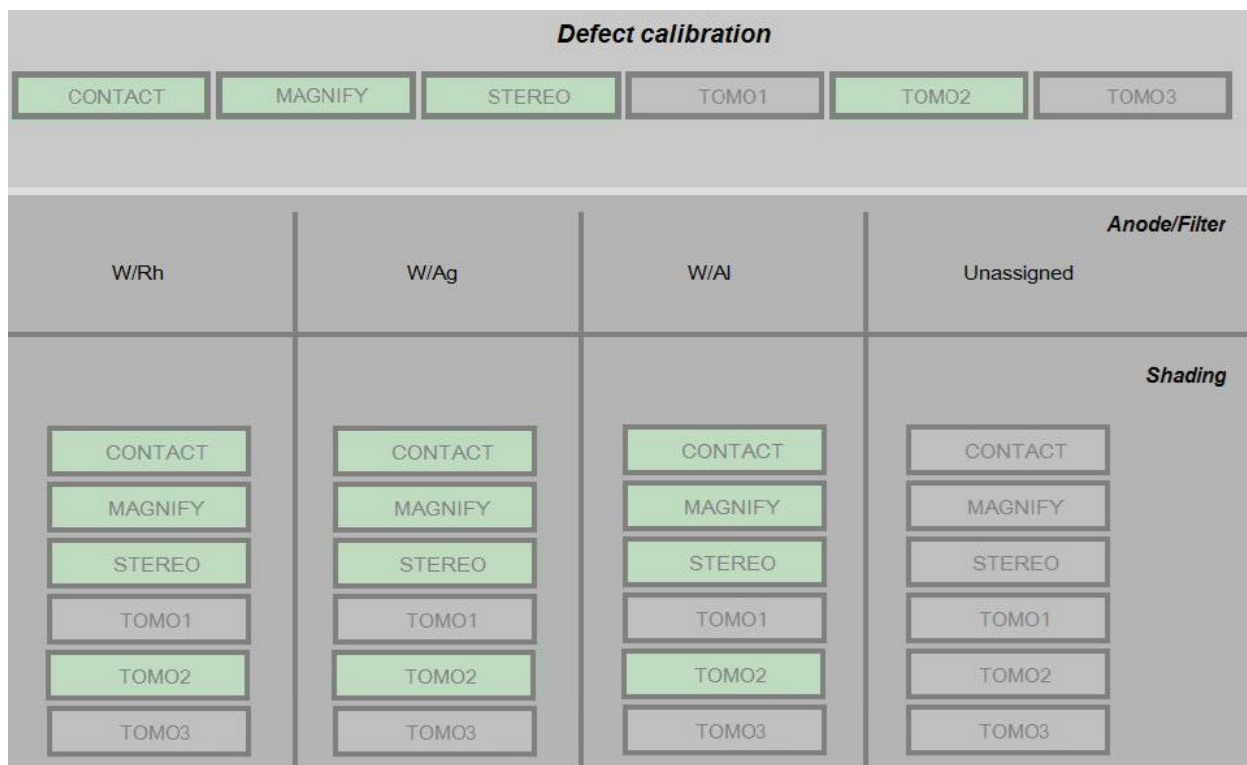 Defect calibration
CONTACT MAGNIFY STEREO TOMO1 TOMO2 TOMO3
Anode/Filter
W/Rh W/Ag W/Al Unassigned
Shading
CONTACT CONTACT CONTACT CONTACT
MAGNIFY MAGNIFY MAGNIFY MAGNIFY
STEREO STEREO STEREO STEREO
TOMO1 TOMO1 TOMO1 TOMO1
TOMO2 TOMO2 TOMO2 TOMO2
TOMO3 TOMO3 TOMO3 TOMO3